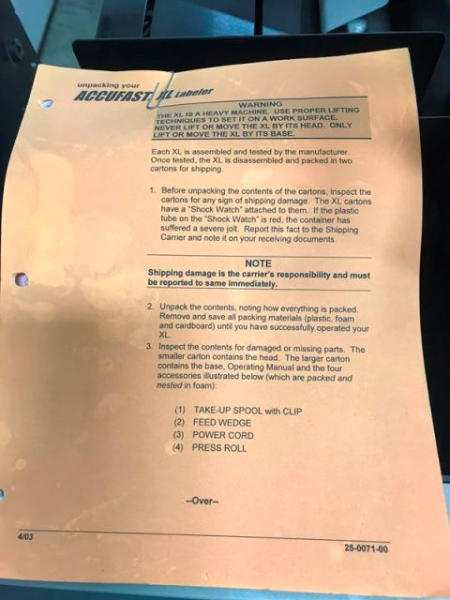 unpacking your
ACCUFAST XL Labeler
WARNING
THE XL IS A HEAVY MACHINE. USE PROPER LIFTING
TECHNIQUES TO SET IT ON A WORK SURFACE.
NEVER LIFT OR MOVE THE XL BY ITS HEAD. ONLY
LIFT OR MOVE THE XL BY ITS BASE.
Each XL is assembled and tested by the manufacturer.
Once tested, the XL is disassembled and packed in two
cartons for shipping.
1. Before unpacking the contents of the cartons, inspect the
cartons for any sign of shipping damage. The XL cartons
have a "Shock Watch" attached to them. If the plastic
tube on the "Shock Watch" is red, the container has
suffered a severe jolt. Report this fact to the Shipping
Carrier and note it on your receiving documents.
NOTE
Shipping damage is the carrier's responsibility and must
be reported to same immediately.
2. Unpack the contents, noting how everything is packed.
Remove and save all packing materials (plastic, foam
and cardboard) until you have successfully operated your
XL.
3. Inspect the contents for damaged or missing parts. The
smaller carton contains the head. The larger carton
contains the base, Operating Manual and the four
accessories illustrated below (which are packed and
nested in foam):
(1) TAKE-UP SPOOL with CLIP
(2) FEED WEDGE
(3) POWER CORD
(4) PRESS ROLL
--Over--
4/03
25-0071-00